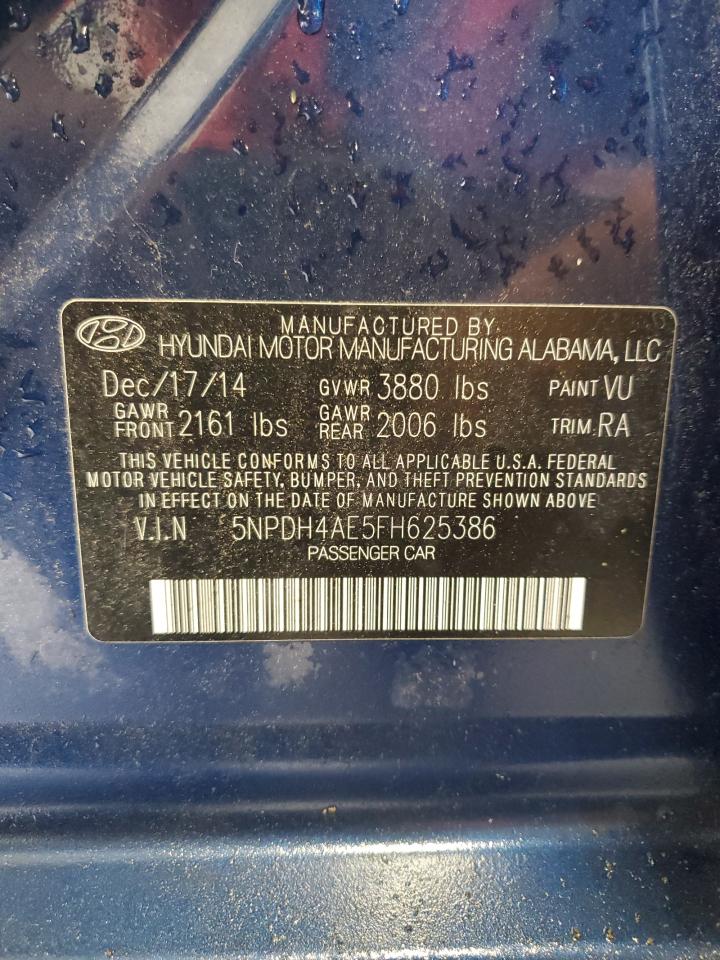 MANUFACTURED BY
HYUNDAI MOTOR MANUFACTURING ALABAMA, LLC
Dec/17/14 GVWR 3880 lbs PAINT VU
GAWR FRONT 2161 lbs GAWR REAR 2006 lbs TRIM RA
THIS VEHICLE CONFORMS TO ALL APPLICABLE U.S.A. FEDERAL
MOTOR VEHICLE SAFETY, BUMPER, AND THEFT PREVENTION STANDARDS
IN EFFECT ON THE DATE OF MANUFACTURE SHOWN ABOVE
V.I.N 5NPDH4AE5FH625386
PASSENGER CAR